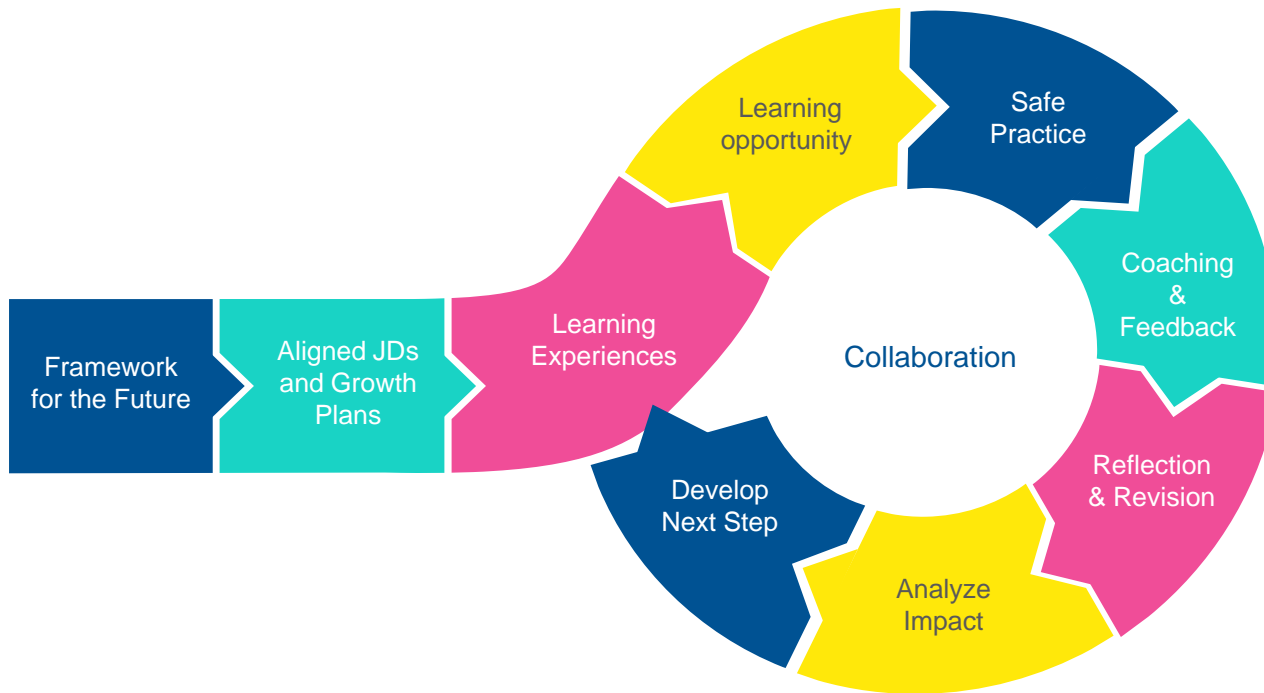 Framework
for the Future
Aligned JDs
and Growth
Plans
Learning
Experiences
Learning
opportunity
Safe
Practice
Coaching
&
Feedback
Reflection
& Revision
Analyze
Impact
Develop
Next Step
Collaboration